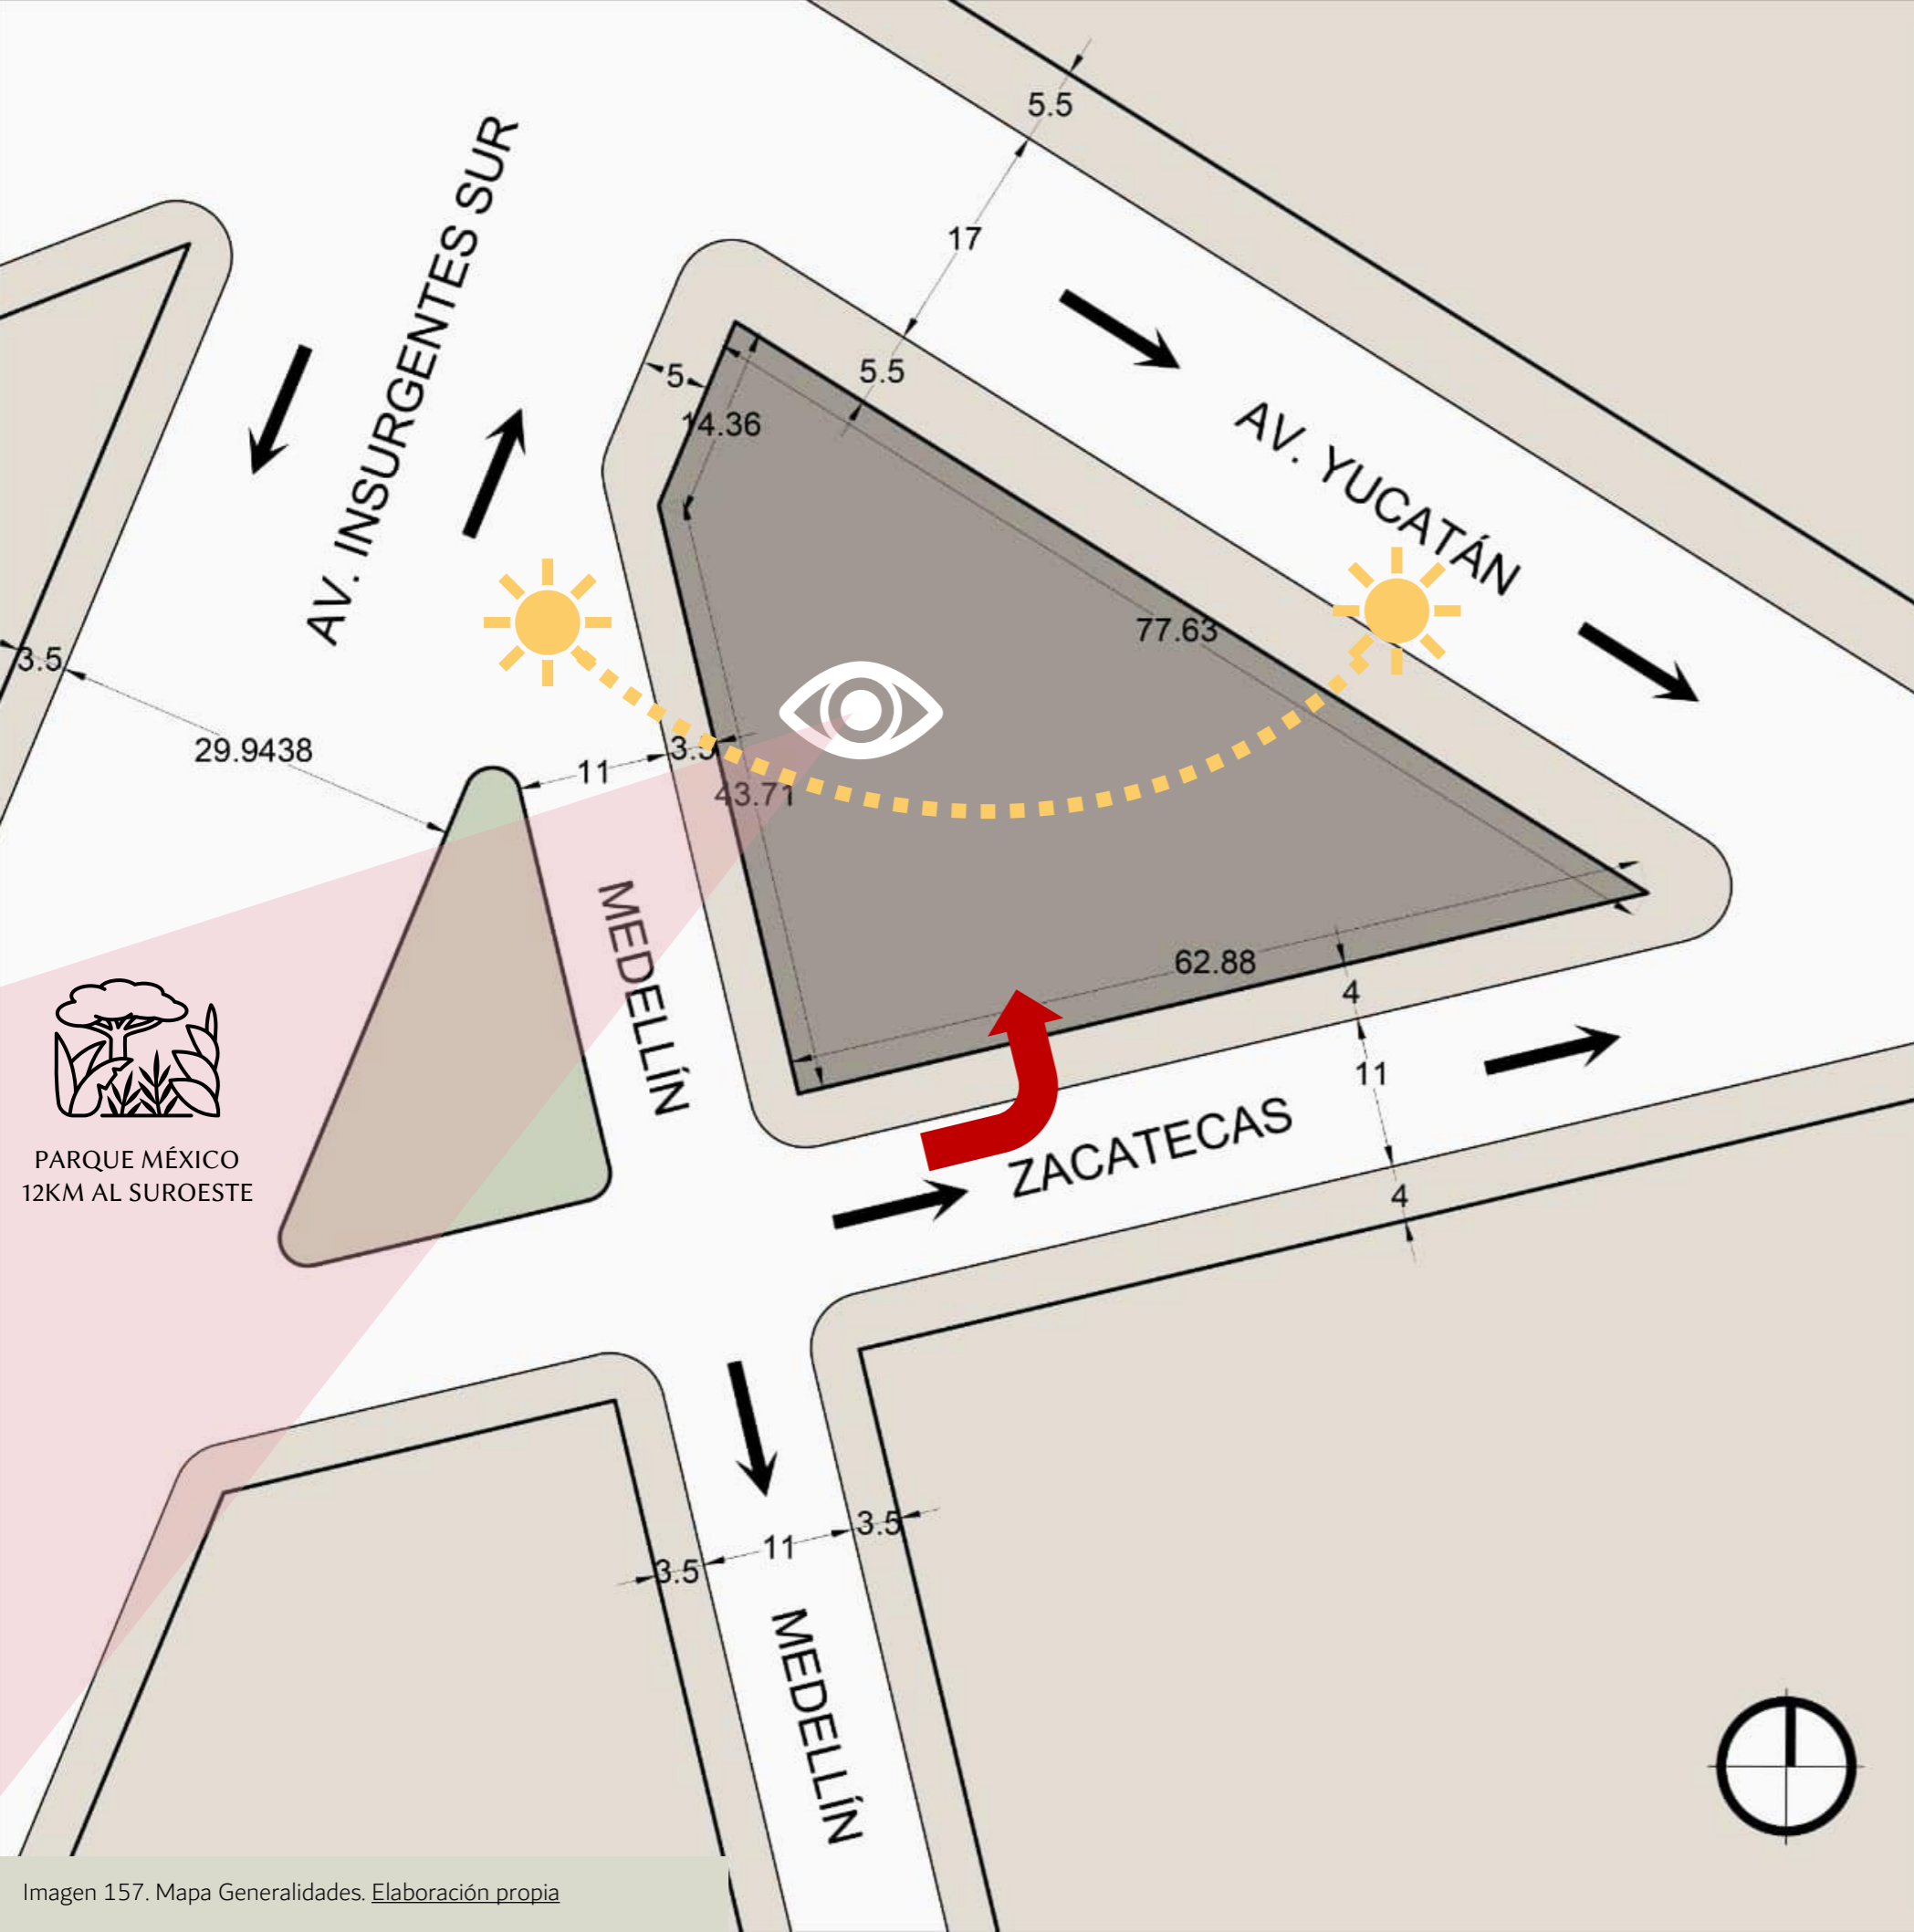 5.5
17
5.5
AV. INSURGENTES SUR
5
14.36
AV. YUCATÁN
77.63
3.5
29.9438
11
3.5
43.71
MEDELLÍN
62.88
4
11
ZACATECAS
4
PARQUE MÉXICO
12KM AL SUROESTE
3.5
11
3.5
MEDELLÍN
Imagen 157. Mapa Generalidades. Elaboración propia